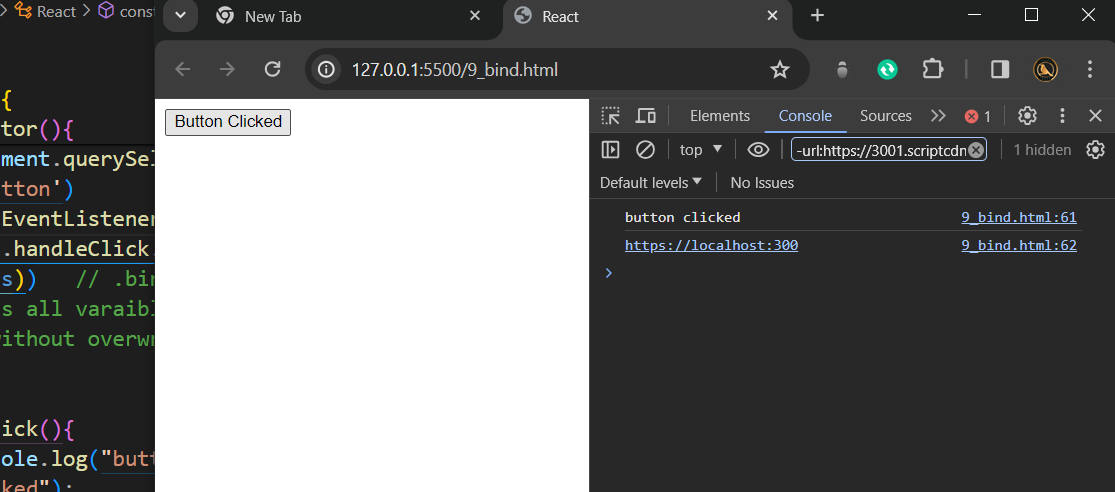 React
const
New Tab
React
127.0.0.1:5500/9_bind.html
{
tor(){
ment.querySel
tton')
EventListener
.handleClick.
s)) // .bin
s all varaibl
without overwr
ick(){
ole.log("butt
ked");
Button Clicked
Elements
Console
Sources
1
top
-url:https://3001.scriptcdn
1 hidden
Default levels
No Issues
button clicked
9_bind.html:61
https://localhost:300
9_bind.html:62